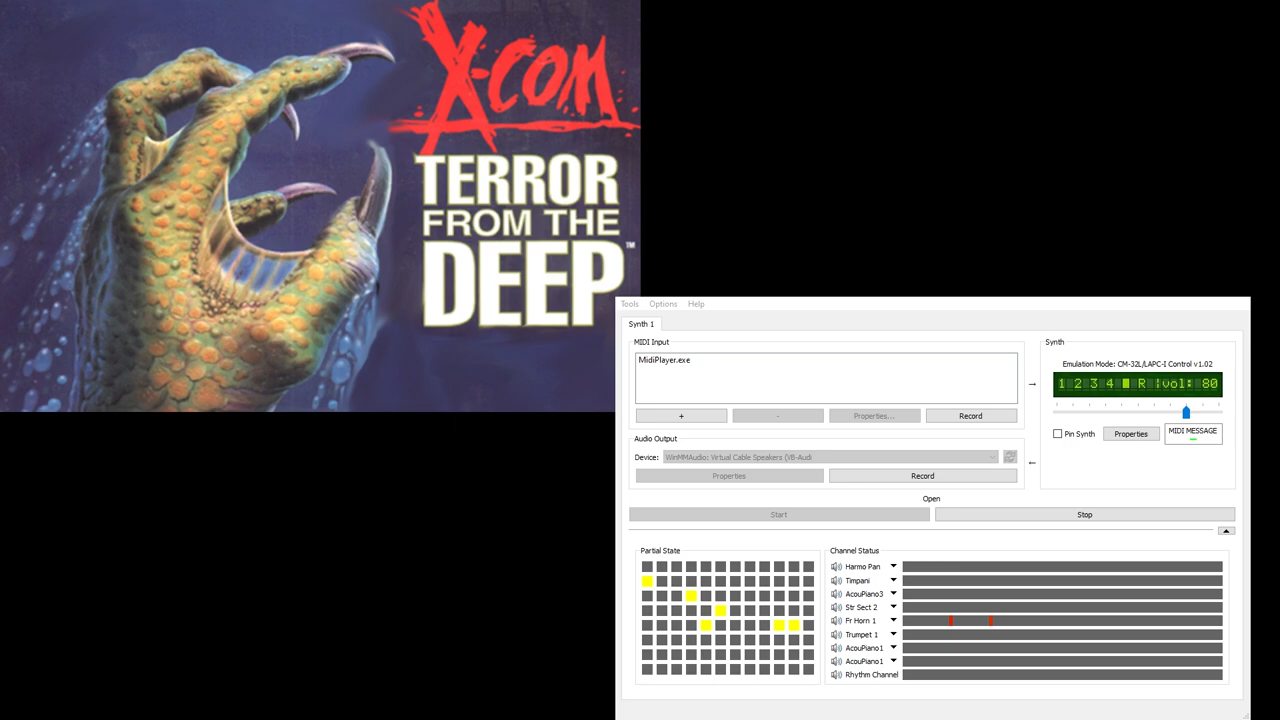 X-COM
TERROR
FROM THE
DEEP™
Tools Options Help
Synth 1
MIDI Input
MidiPlayer.exe
+ - Properties... Record
Audio Output
Device: WinMMAudio: Virtual Cable Speakers (VB-Audi
Properties Record
→
←
Synth
Emulation Mode: CM-32L/LAPC-I Control v1.02
1 2 3 4 █ R |vol: 80
Pin Synth Properties MIDI MESSAGE
Open
Start Stop
Partial State
Channel Status
Harmo Pan
Timpani
AcouPiano3
Str Sect 2
Fr Horn 1
Trumpet 1
AcouPiano1
AcouPiano1
Rhythm Channel